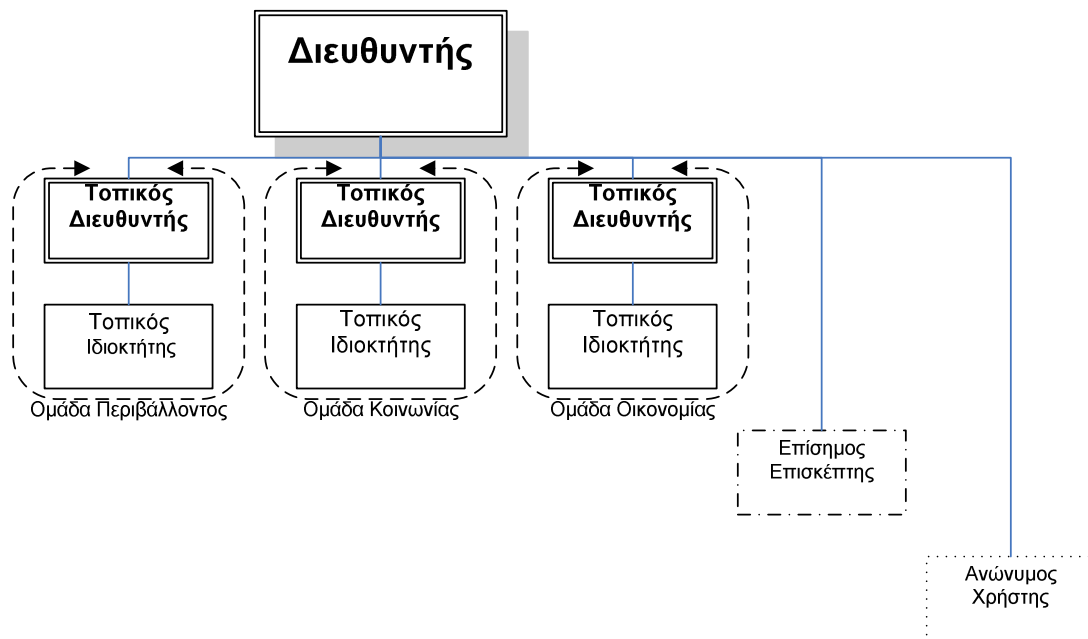 Διευθυντής
Τοπικός
Διευθυντής
Τοπικός
Διευθυντής
Τοπικός
Διευθυντής
Τοπικός
Ιδιοκτήτης
Τοπικός
Ιδιοκτήτης
Τοπικός
Ιδιοκτήτης
Ομάδα Περιβάλλοντος
Ομάδα Κοινωνίας
Ομάδα Οικονομίας
Επίσημος
Επισκέπτης
Ανώνυμος
Χρήστης